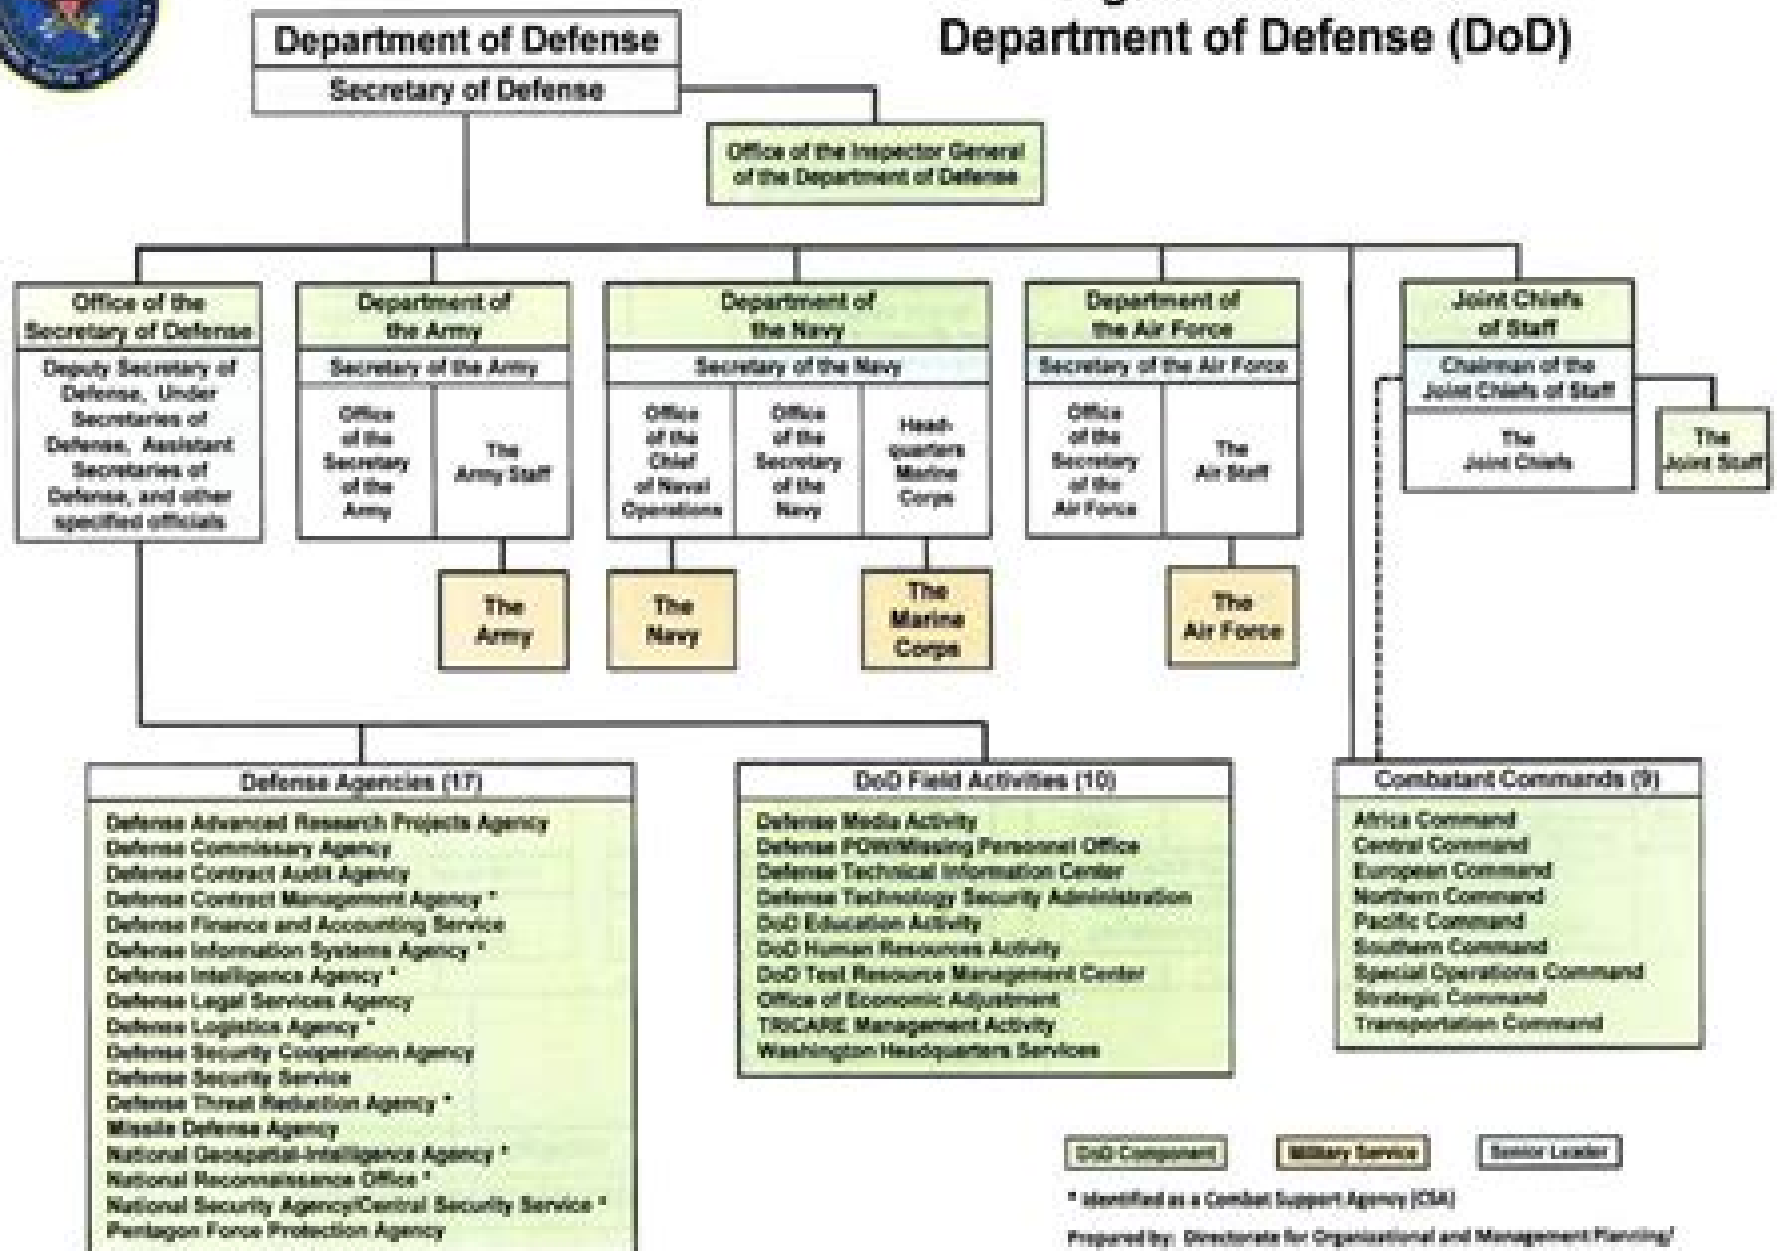 Department of Defense (DoD)
Department of Defense
Secretary of Defense
Office of the Inspector General
of the Department of Defense
Office of the
Secretary of Defense
Deputy Secretary of
Defense, Under
Secretaries of
Defense, Assistant
Secretaries of
Defense, and other
specified officials
Department of
the Army
Secretary of the Army
Office
of the
Secretary
of the
Army
The
Army Staff
The
Army
Department of
the Navy
Secretary of the Navy
Office
of the
Chief
of Naval
Operations
Office
of the
Secretary
of the
Navy
Head-
quarters
Marine
Corps
The
Navy
The
Marine
Corps
Department of
the Air Force
Secretary of the Air Force
Office
of the
Secretary
of the
Air Force
The
Air Staff
The
Air Force
Joint Chiefs
of Staff
Chairman of the
Joint Chiefs of Staff
The
Joint Chiefs
The
Joint Staff
Defense Agencies (17)
Defense Advanced Research Projects Agency
Defense Commissary Agency
Defense Contract Audit Agency
Defense Contract Management Agency *
Defense Finance and Accounting Service
Defense Information Systems Agency *
Defense Intelligence Agency *
Defense Legal Services Agency
Defense Logistics Agency *
Defense Security Cooperation Agency
Defense Security Service
Defense Threat Reduction Agency *
Missile Defense Agency
National Geospatial-Intelligence Agency *
National Reconnaissance Office *
National Security Agency/Central Security Service *
Pentagon Force Protection Agency
DoD Field Activities (10)
Defense Media Activity
Defense POW/Missing Personnel Office
Defense Technical Information Center
Defense Technology Security Administration
DoD Education Activity
DoD Human Resources Activity
DoD Test Resource Management Center
Office of Economic Adjustment
TRICARE Management Activity
Washington Headquarters Services
Combatant Commands (9)
Africa Command
Central Command
European Command
Northern Command
Pacific Command
Southern Command
Special Operations Command
Strategic Command
Transportation Command
DoD Component
Military Service
Senior Leader
* Identified as a Combat Support Agency (CSA)
Prepared by: Directorate for Organizational and Management Planning/